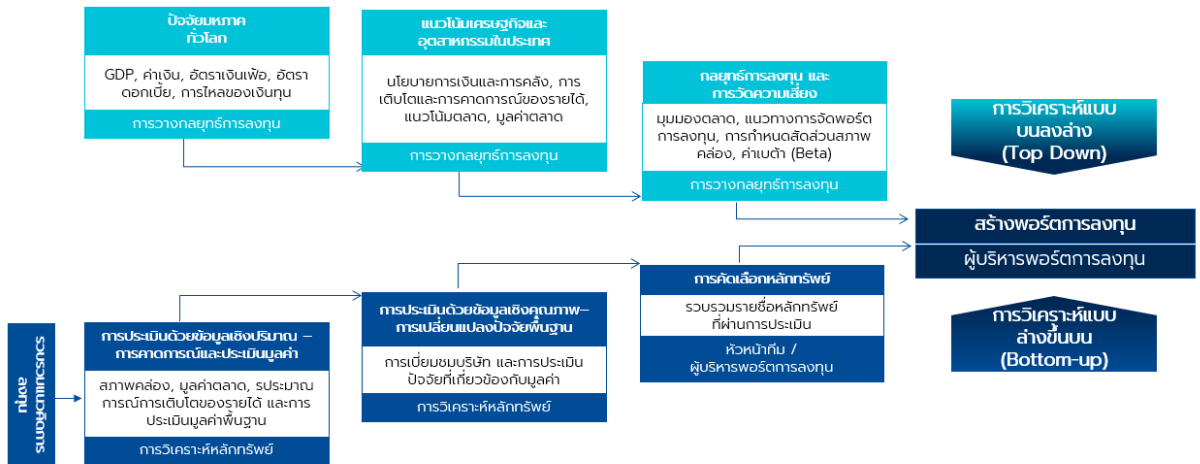 ปัจจัยมหภาค
ทั่วโลก
GDP, ค่าเงิน, อัตราเงินเฟ้อ, อัตรา
ดอกเบี้ย, การไหลของเงินทุน
การวางกลยุทธ์การลงทุน
แนวโน้มเศรษฐกิจและ
อุตสาหกรรมในประเทศ
นโยบายการเงินและการคลัง, การ
เติบโตและการคาดการณ์ของรายได้,
แนวโน้มตลาด, มูลค่าตลาด
การวางกลยุทธ์การลงทุน
กลยุทธ์การลงทุน และ
การวัดความเสี่ยง
มุมมองตลาด, แนวทางการจัดพอร์ต
การลงทุน, การกำหนดสัดส่วนสภาพ
คล่อง, ค่าเบต้า (Beta)
การวางกลยุทธ์การลงทุน
การวิเคราะห์แบบ
บนลงล่าง
(Top Down)
สร้างพอร์ตการลงทุน
ผู้บริหารพอร์ตการลงทุน
รวบรวมแนวคิดการ
ลงทุน
การประเมินด้วยข้อมูลเชิงปริมาณ –
การคาดการณ์และประเมินมูลค่า
สภาพคล่อง, มูลค่าตลาด, รประมาณ
การณ์การเติบโตของรายได้ และการ
ประเมินมูลค่าพื้นฐาน
การวิเคราะห์หลักทรัพย์
การประเมินด้วยข้อมูลเชิงคุณภาพ–
การเปลี่ยนแปลงปัจจัยพื้นฐาน
การเยี่ยมชมบริษัท และการประเมิน
ปัจจัยที่เกี่ยวข้องกับมูลค่า
การวิเคราะห์หลักทรัพย์
การคัดเลือกหลักทรัพย์
รวบรวมรายชื่อหลักทรัพย์
ที่ผ่านการประเมิน
หัวหน้าทีม /
ผู้บริหารพอร์ตการลงทุน
การวิเคราะห์แบบ
ล่างขึ้นบน
(Bottom-up)